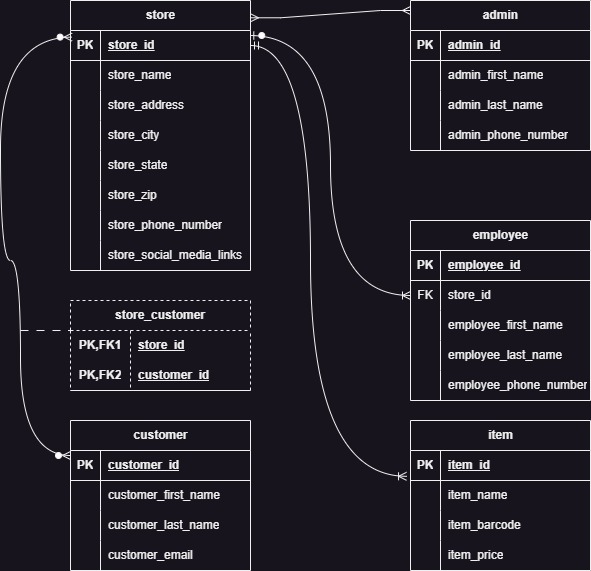 store
PK store_id
store_name
store_address
store_city
store_state
store_zip
store_phone_number
store_social_media_links
admin
PK admin_id
admin_first_name
admin_last_name
admin_phone_number
employee
PK employee_id
FK store_id
employee_first_name
employee_last_name
employee_phone_number
store_customer
PK,FK1 store_id
PK,FK2 customer_id
customer
PK customer_id
customer_first_name
customer_last_name
customer_email
item
PK item_id
item_name
item_barcode
item_price